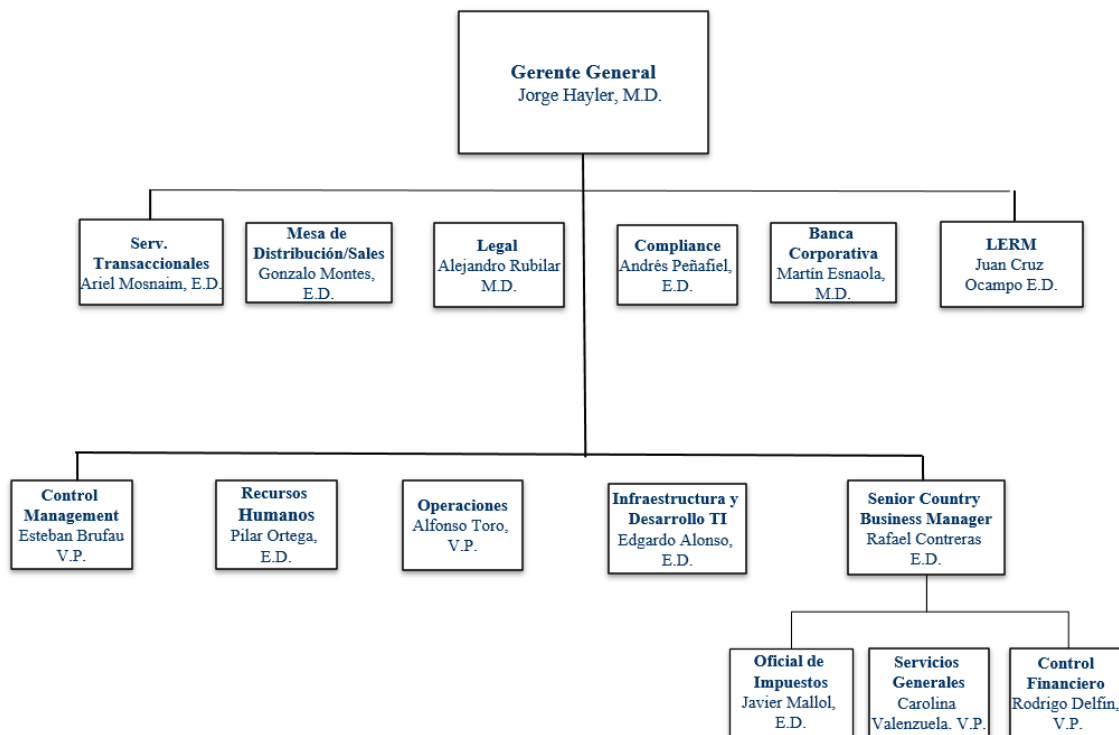 Gerente General
Jorge Hayler, M.D.
Serv.
Transaccionales
Ariel Mosnaim, E.D.
Mesa de
Distribución/Sales
Gonzalo Montes,
E.D.
Legal
Alejandro Rubilar
M.D.
Compliance
Andrés Peñafiel,
E.D.
Banca
Corporativa
Martín Esnaola,
M.D.
LERM
Juan Cruz
Ocampo E.D.
Control
Management
Esteban Brufau
V.P.
Recursos
Humanos
Pilar Ortega,
E.D.
Operaciones
Alfonso Toro,
V.P.
Infraestructura y
Desarrollo TI
Edgardo Alonso,
E.D.
Senior Country
Business Manager
Rafael Contreras
E.D.
Oficial de
Impuestos
Javier Mallol,
E.D.
Servicios
Generales
Carolina
Valenzuela. V.P.
Control
Financiero
Rodrigo Delfín,
V.P.